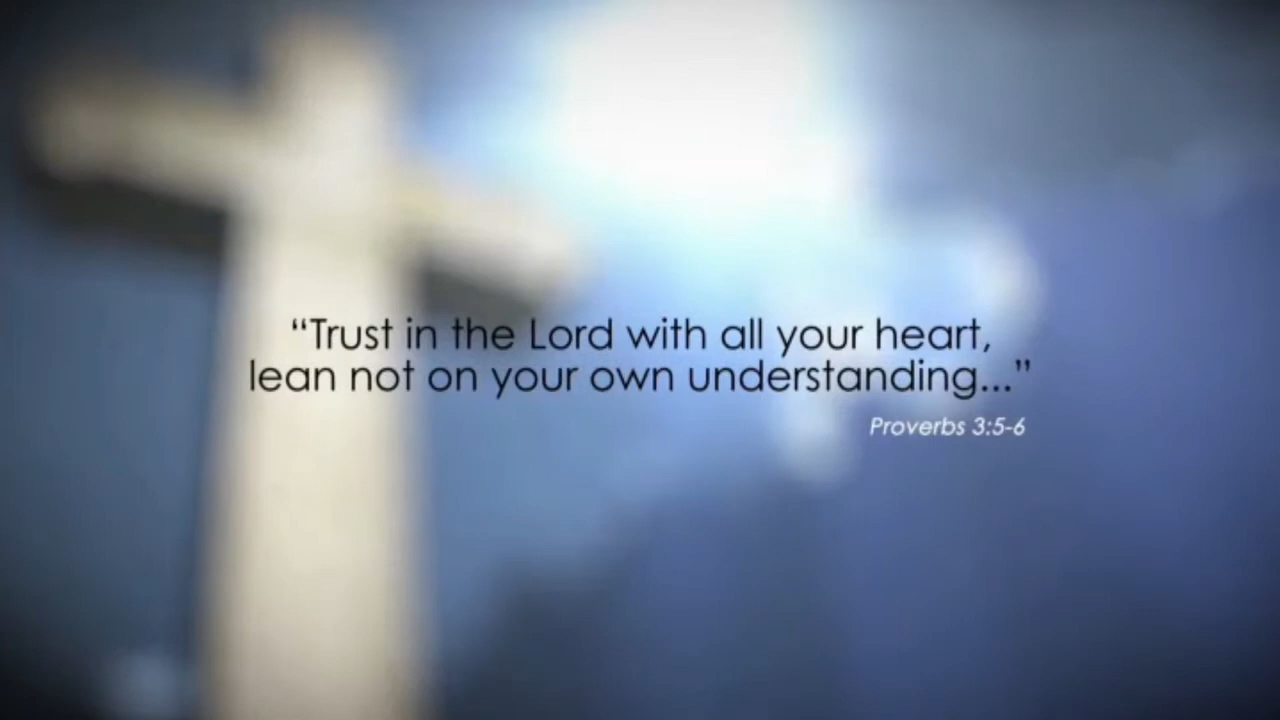 “Trust in the Lord with all your heart,
lean not on your own understanding...”
Proverbs 3:5-6